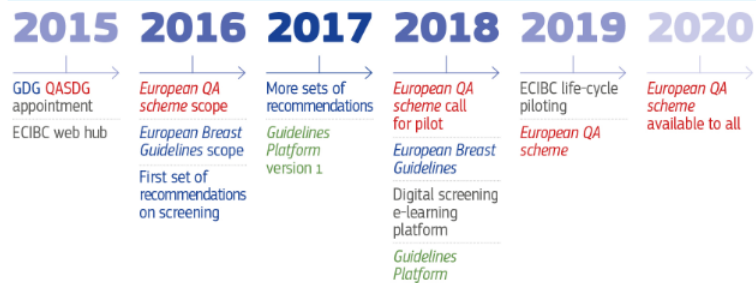 2015
GDG QASDG
appointment
ECIBC web hub
2016
European QA
scheme scope
European Breast
Guidelines scope
First set of
recommendations
on screening
2017
More sets of
recommendations
Guidelines
Platform
version 1
2018
European QA
scheme call
for pilot
European Breast
Guidelines
Digital screening
e-learning
platform
Guidelines
Platform
2019
ECIBC life-cycle
piloting
European QA
scheme
2020
European QA
scheme
available to all